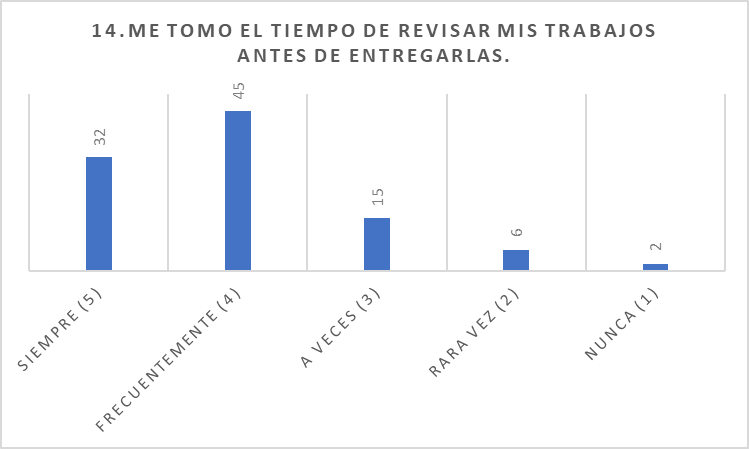 14.ME TOMO EL TIEMPO DE REVISAR MIS TRABAJOS
ANTES DE ENTREGARLAS.
32
45
15
6
2
SIEMPRE (5)
FRECUENTEMENTE (4)
A VECES (3)
RARA VEZ (2)
NUNCA (1)